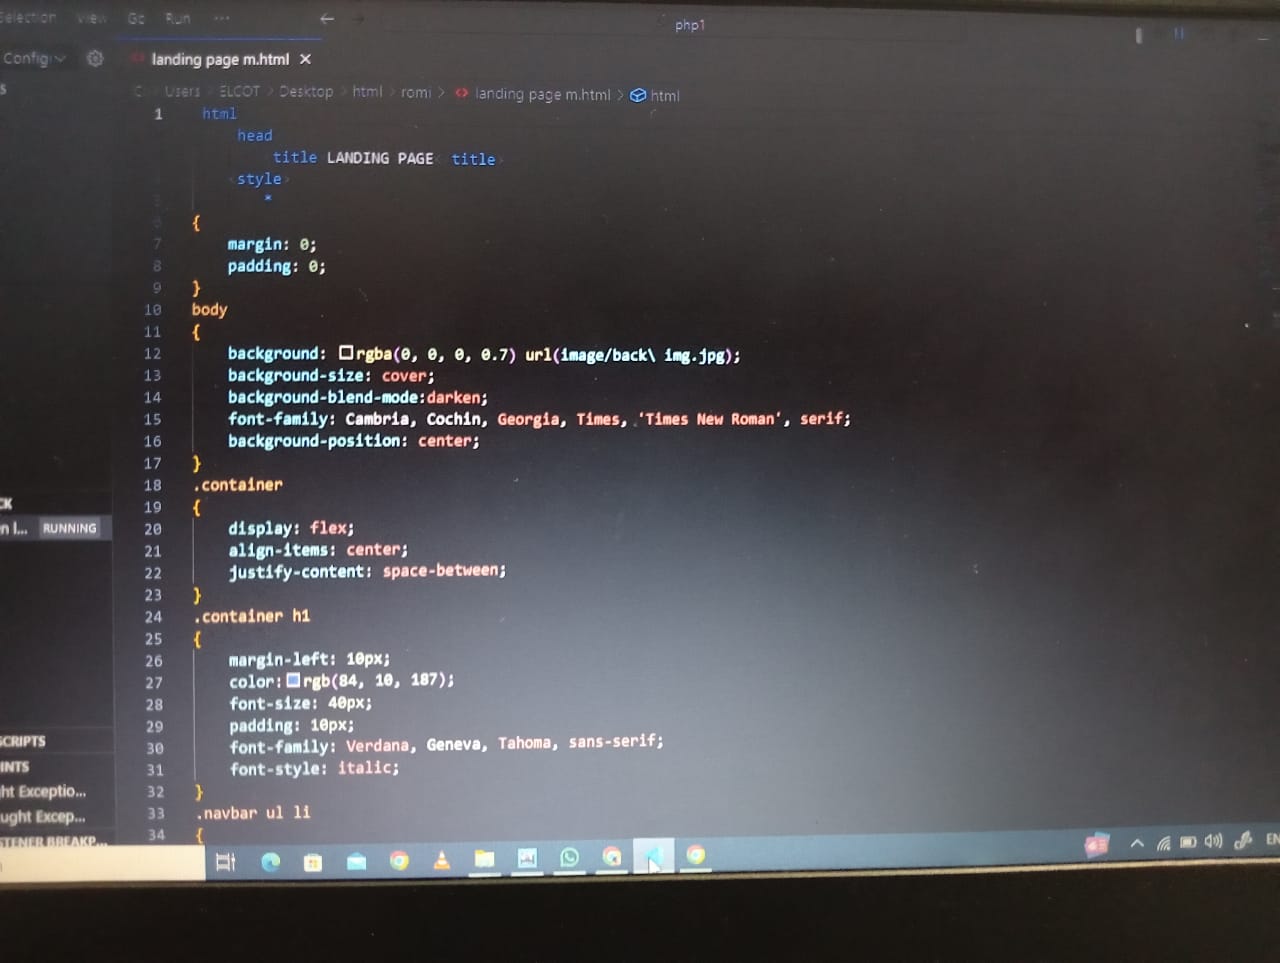 Selection View Go Run ...
php1
Config
landing page m.html ×
Users > ELCOT > Desktop > html > romi > <> landing page m.html > html
1 html
head
title LANDING PAGE title
<style>
*
6 {
7 margin: 0;
8 padding: 0;
9 }
10 body
11 {
12 background: rgba(0, 0, 0, 0.7) url(image/back\ img.jpg);
13 background-size: cover;
14 background-blend-mode:darken;
15 font-family: Cambria, Cochin, Georgia, Times, 'Times New Roman', serif;
16 background-position: center;
17 }
18 .container
19 {
20 display: flex;
21 align-items: center;
22 justify-content: space-between;
23 }
24 .container h1
25 {
26 margin-left: 10px;
27 color: rgb(84, 10, 187);
28 font-size: 40px;
29 padding: 10px;
30 font-family: Verdana, Geneva, Tahoma, sans-serif;
31 font-style: italic;
32 }
33 .navbar ul li
34 {
CK
n l... RUNNING
SCRIPTS
INTS
ht Exceptio...
ught Excep...
STENER BREAKP...
EN